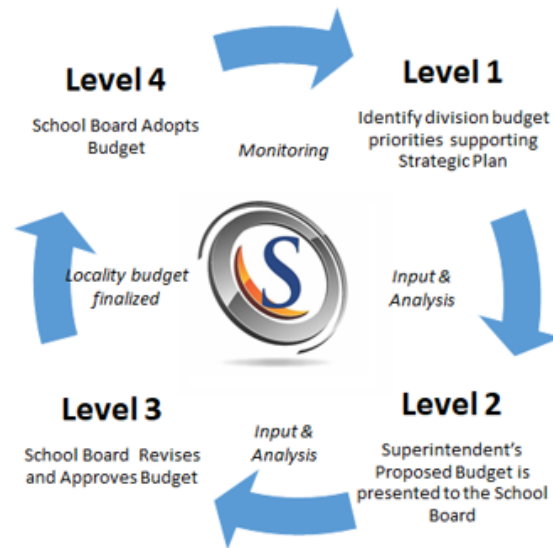 Level 4
School Board Adopts
Budget
Monitoring
Level 1
Identify division budget
priorities supporting
Strategic Plan
Locality budget
finalized
S
Input &
Analysis
Level 3
School Board Revises
and Approves Budget
Input &
Analysis
Level 2
Superintendent's
Proposed Budget is
presented to the School
Board